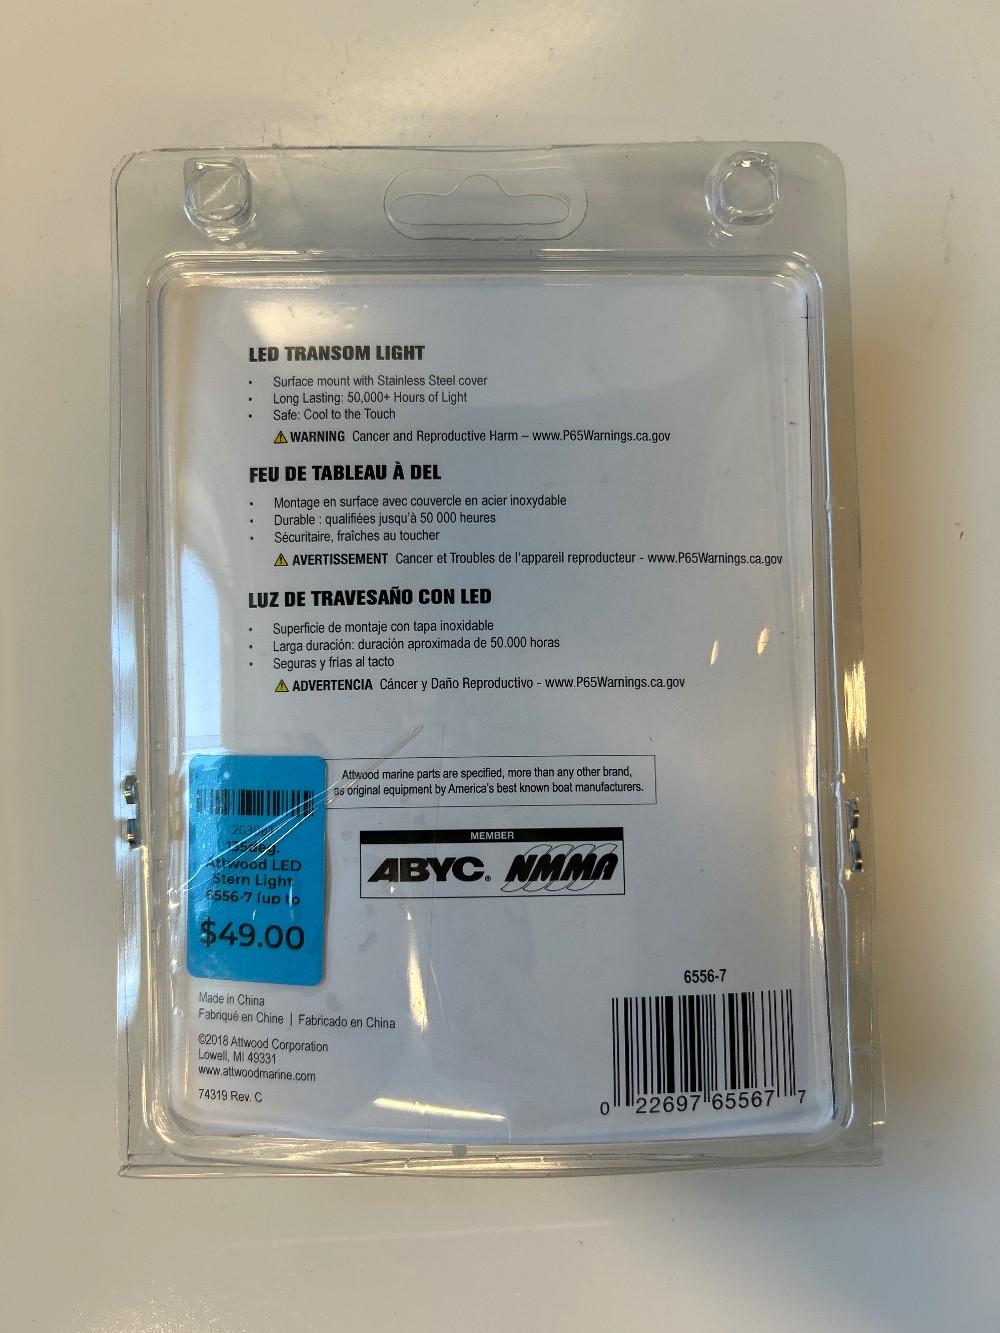 LED TRANSOM LIGHT
• Surface mount with Stainless Steel cover
• Long Lasting: 50,000+ Hours of Light
• Safe: Cool to the Touch
WARNING Cancer and Reproductive Harm – www.P65Warnings.ca.gov
FEU DE TABLEAU À DEL
• Montage en surface avec couvercle en acier inoxydable
• Durable : qualifiées jusqu'à 50 000 heures
• Sécuritaire, fraîches au toucher
AVERTISSEMENT Cancer et Troubles de l'appareil reproducteur - www.P65Warnings.ca.gov
LUZ DE TRAVESAÑO CON LED
• Superficie de montaje con tapa inoxidable
• Larga duración: duración aproximada de 50.000 horas
• Seguras y frías al tacto
ADVERTENCIA Cáncer y Daño Reproductivo - www.P65Warnings.ca.gov
Attwood marine parts are specified, more than any other brand,
as original equipment by America's best known boat manufacturers.
135deg.
Attwood LED
Stern Light
6556-7 (up to
$49.00
MEMBER
ABYC. NMMA
Made in China
Fabriqué en Chine | Fabricado en China
©2018 Attwood Corporation
Lowell, MI 49331
www.attwoodmarine.com
74319 Rev. C
6556-7
0 22697 65567 7